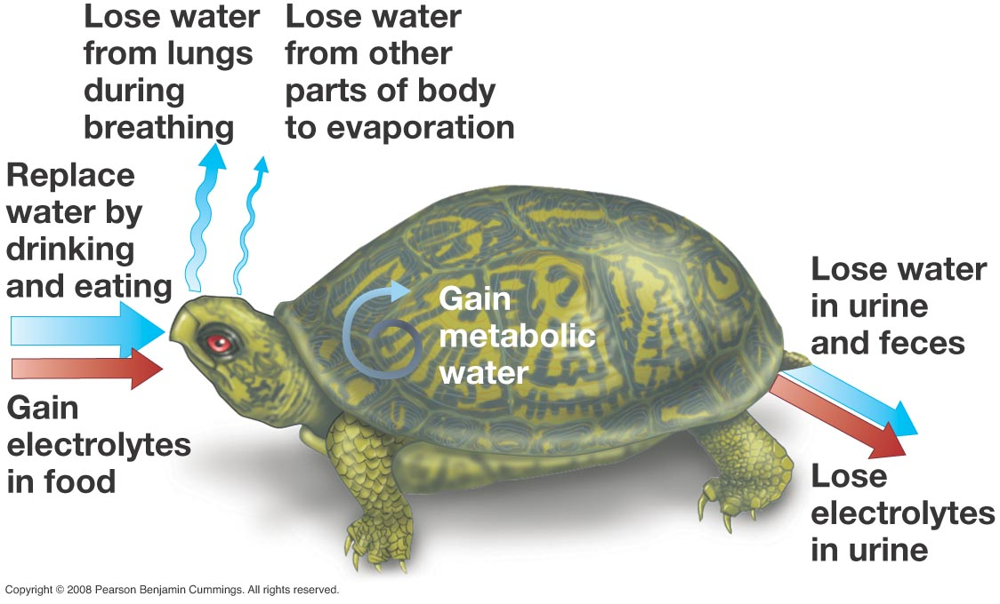 Lose water
from lungs
during
breathing
Lose water
from other
parts of body
to evaporation
Replace
water by
drinking
and eating
Gain
electrolytes
in food
Gain
metabolic
water
Lose water
in urine
and feces
Lose
electrolytes
in urine
Copyright © 2008 Pearson Benjamin Cummings. All rights reserved.